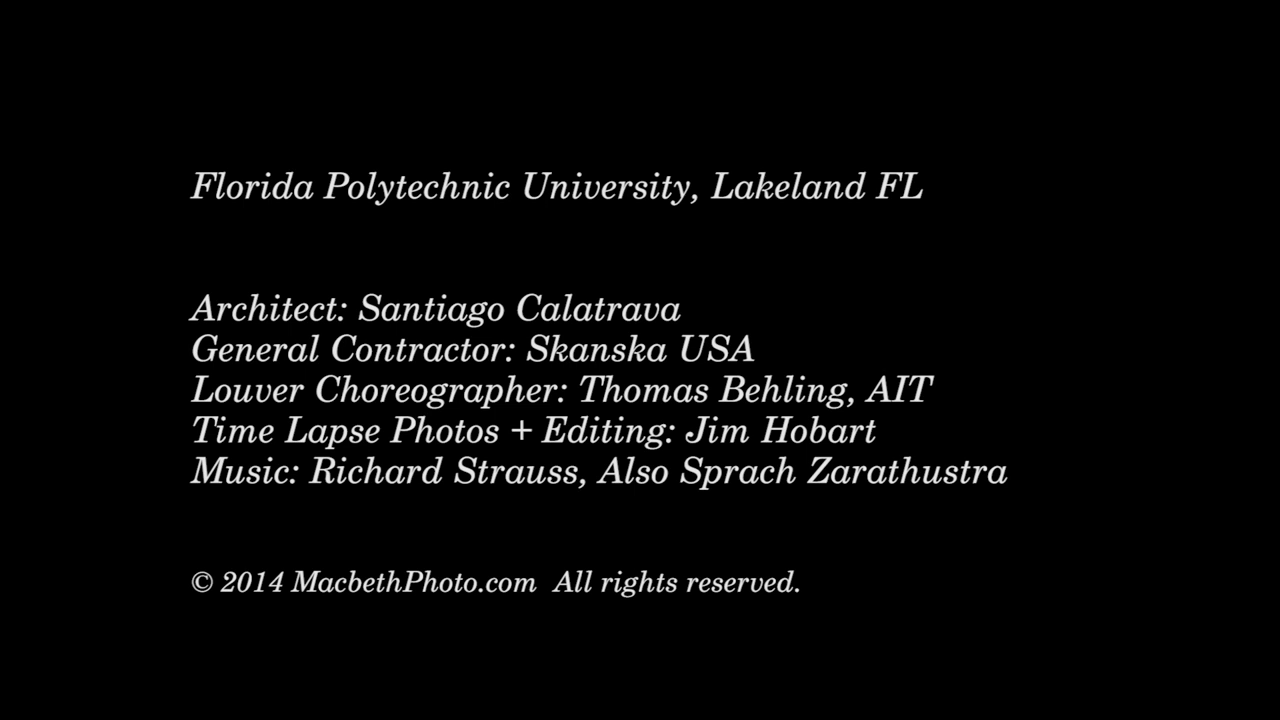 Florida Polytechnic University, Lakeland FL
Architect: Santiago Calatrava
General Contractor: Skanska USA
Louver Choreographer: Thomas Behling, AIT
Time Lapse Photos + Editing: Jim Hobart
Music: Richard Strauss, Also Sprach Zarathustra
© 2014 MacbethPhoto.com  All rights reserved.